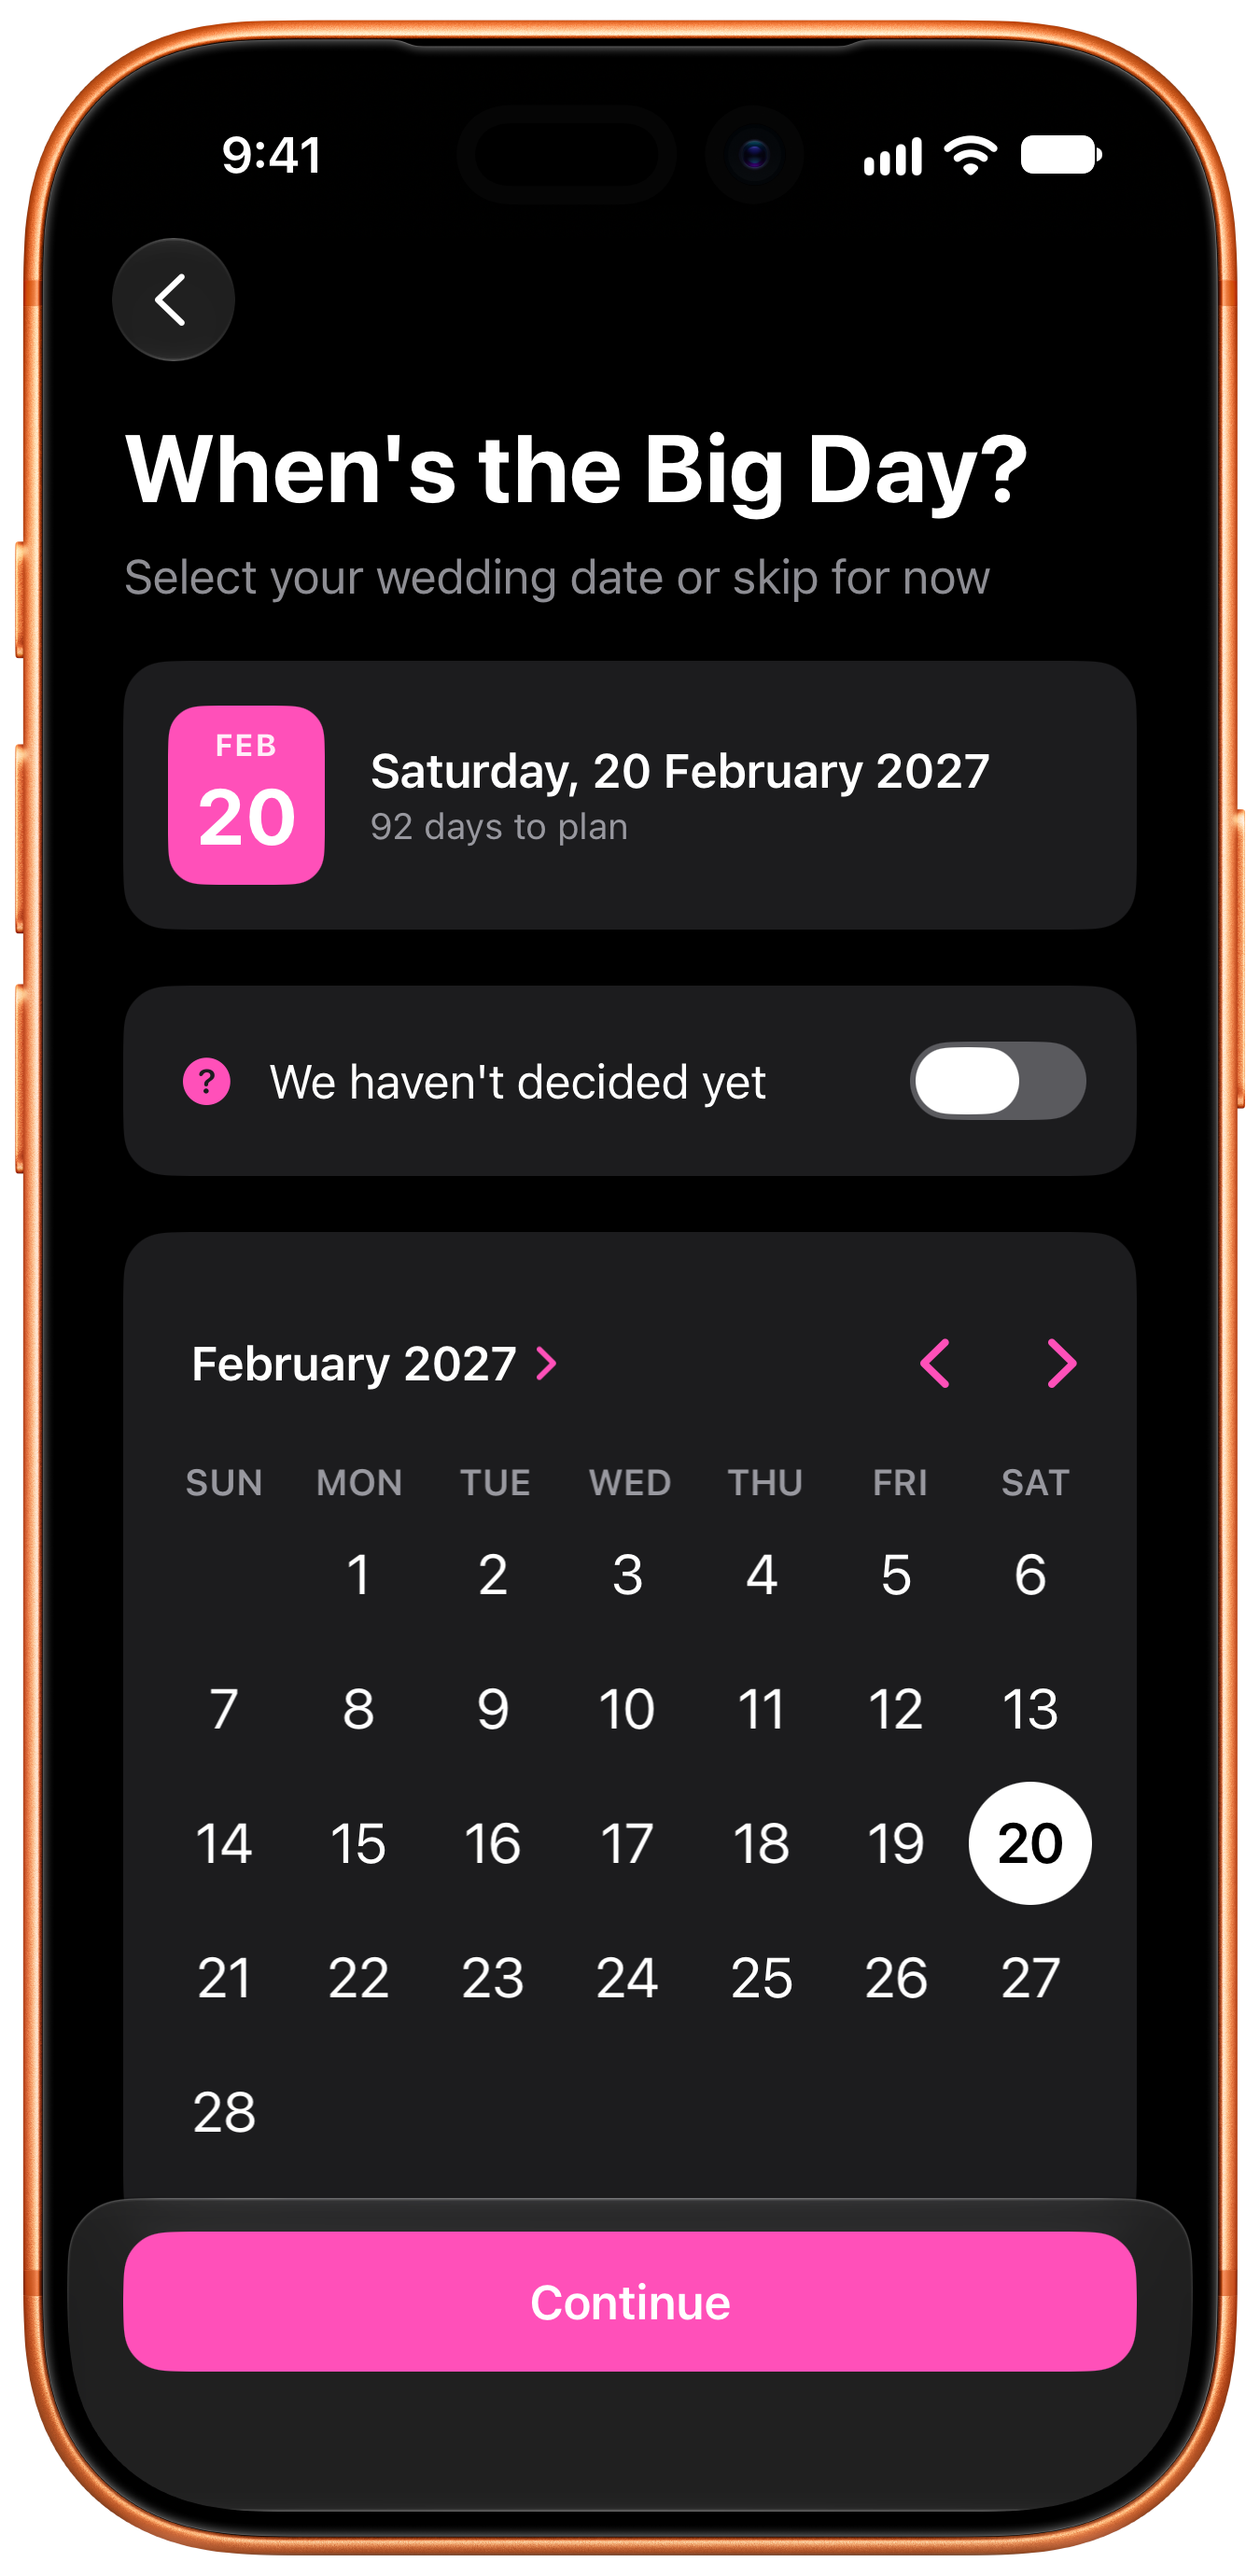 9:41
When's the Big Day?
Select your wedding date or skip for now
FEB
20
Saturday, 20 February 2027
92 days to plan
? We haven't decided yet
February 2027
SUN MON TUE WED THU FRI SAT
1 2 3 4 5 6
7 8 9 10 11 12 13
14 15 16 17 18 19 20
21 22 23 24 25 26 27
28
Continue